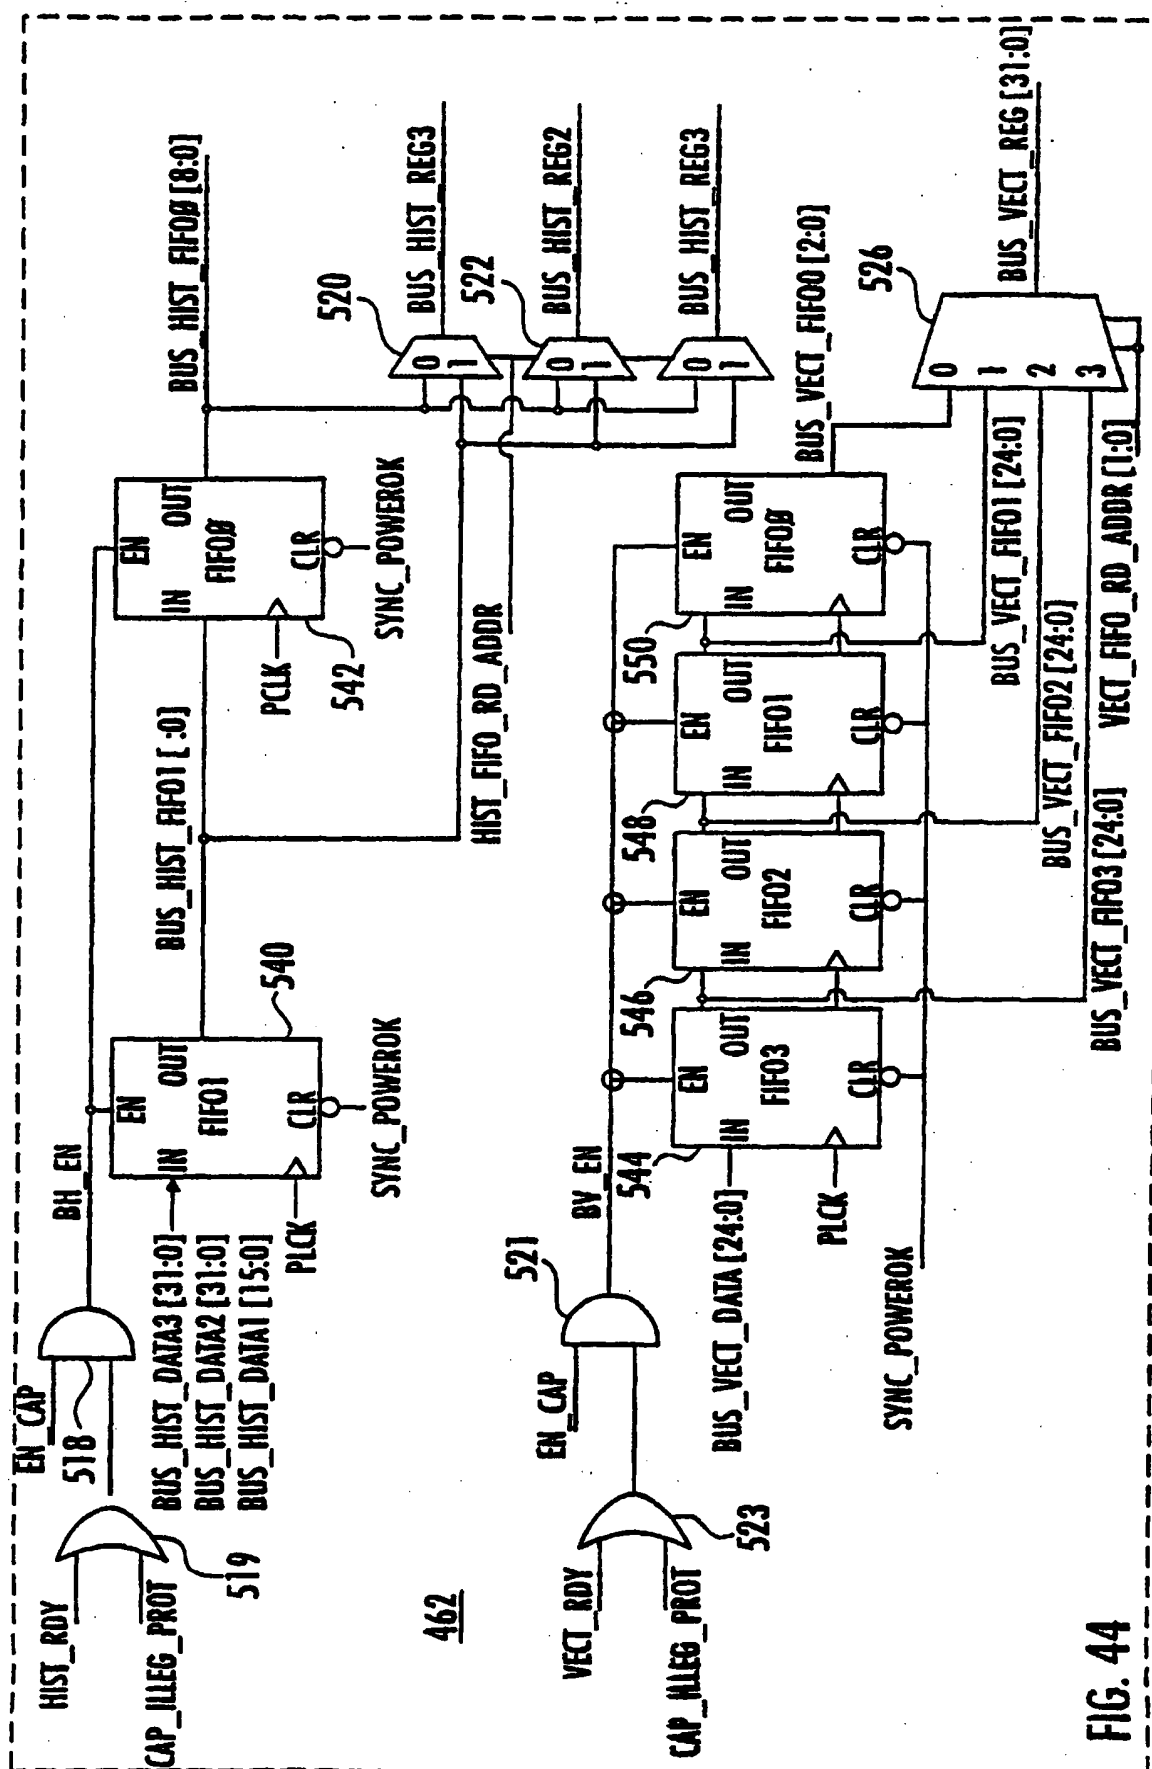 HIST_RDY
CAP_ILLEG_PROT
519
EN_CAP
518
BH_EN
BUS_HIST_DATA3 [31:0]
BUS_HIST_DATA2 [31:0]
BUS_HIST_DATA1 [15:0]
PLCK
IN
EN
OUT
FIFO1
CLR
540
SYNC_POWEROK
BUS_HIST_FIFO1 [:0]
IN
EN
OUT
FIFOØ
CLR
PCLK
542
SYNC_POWEROK
BUS_HIST_FIFOØ [8:0]
HIST_FIFO_RD_ADDR
520
0
1
BUS_HIST_REG3
522
0
1
BUS_HIST_REG2
0
1
BUS_HIST_REG3
462
VECT_RDY
CAP_ILLEG_PROT
523
EN_CAP
521
BV_EN
BUS_VECT_DATA [24:0]
PLCK
SYNC_POWEROK
544
IN
EN
OUT
FIFO3
CLR
546
IN
EN
OUT
FIFO2
CLR
548
IN
EN
OUT
FIFO1
CLR
550
IN
EN
OUT
FIFOØ
CLR
BUS_VECT_FIFO0 [2:0]
BUS_VECT_FIFO1 [24:0]
BUS_VECT_FIFO2 [24:0]
BUS_VECT_FIFO3 [24:0]
VECT_FIFO_RD_ADDR [1:0]
526
0
1
2
3
BUS_VECT_REG [31:0]
FIG. 44